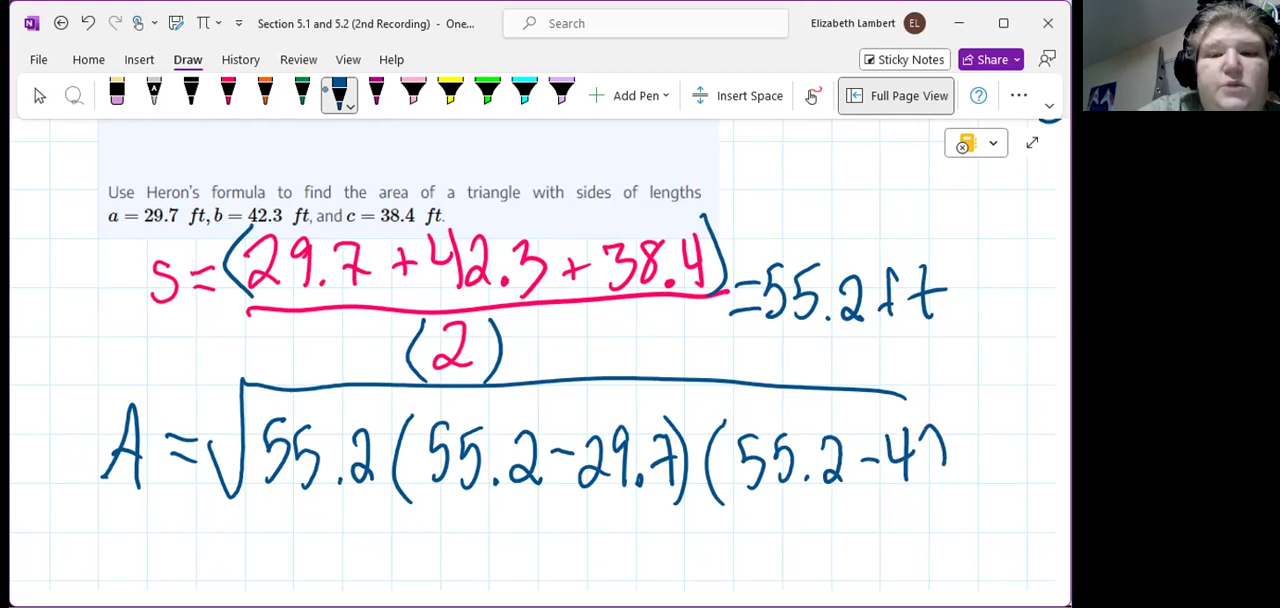 Section 5.1 and 5.2 (2nd Recording) - One...
Search
Elizabeth Lambert EL
File Home Insert Draw History Review View Help
Sticky Notes Share
Add Pen Insert Space Full Page View
Use Heron's formula to find the area of a triangle with sides of lengths
a = 29.7 ft, b = 42.3 ft, and c = 38.4 ft.
s = (29.7 + 42.3 + 38.4) = 55.2 ft
(2)
A = √55.2(55.2-29.7)(55.2-4